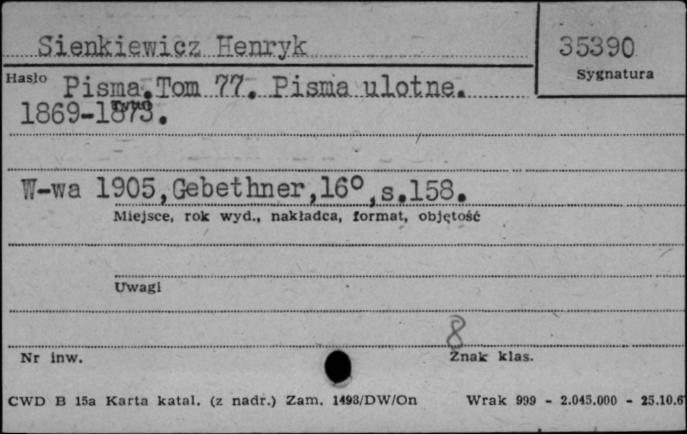 Sienkiewicz Henryk
35390
Sygnatura
Hasło Pisma.Tom 77. Pisma ulotne.
1869-1873.
W-wa 1905,Gebethner,16°,s.158.
Miejsce, rok wyd., nakładca, format, objętość
Uwagi
8
Nr inw.
Znak klas.
CWD B 15a Karta katal. (z nadr.) Zam. 1498/DW/On Wrak 999 - 2.045.000 - 25.10.6